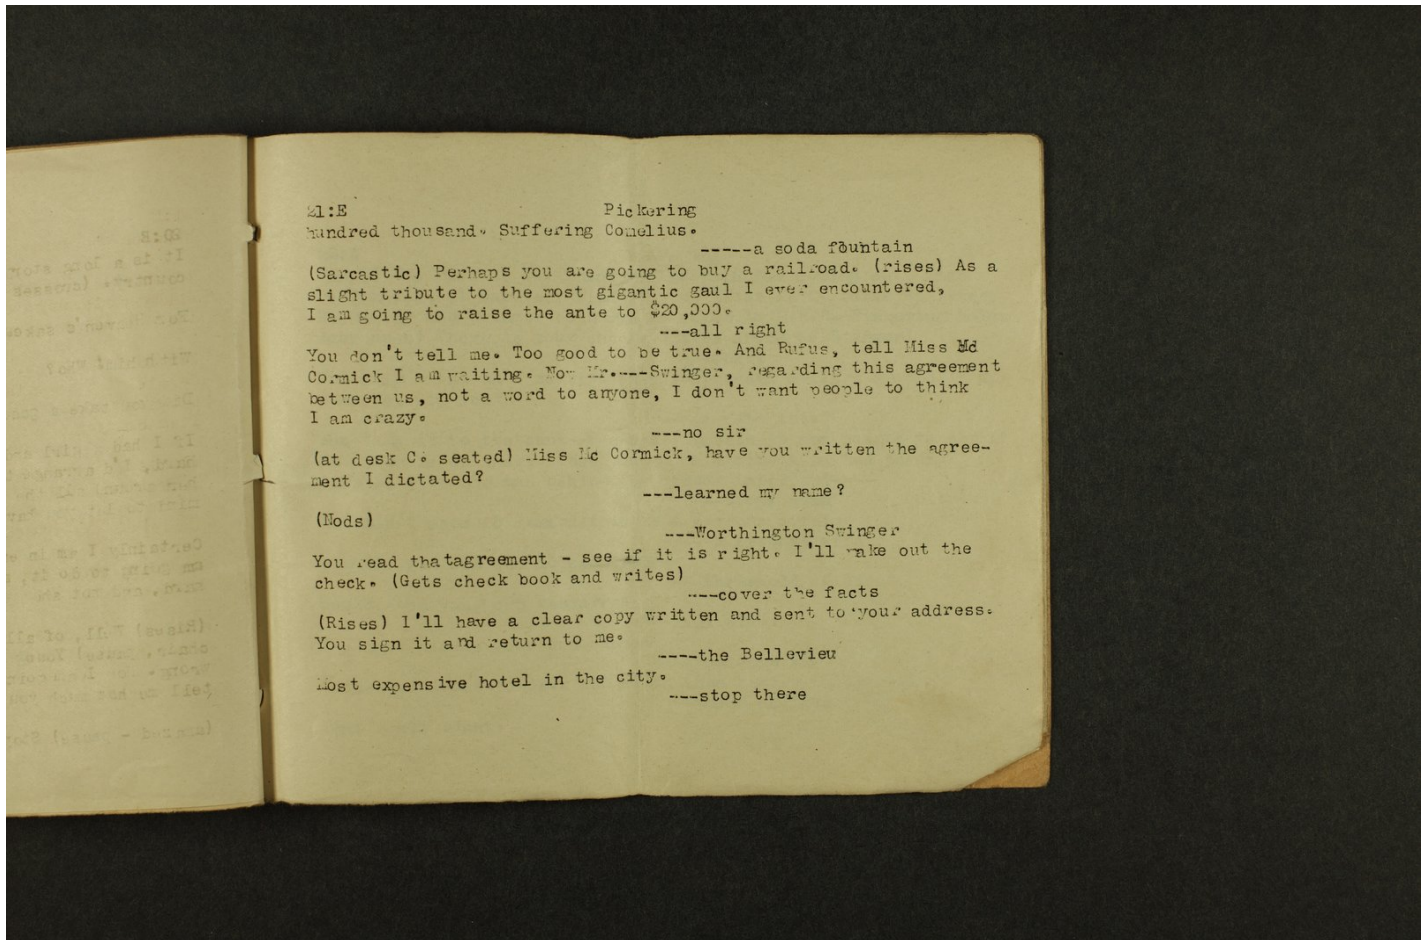 21:E Pickering
hundred thousand. Suffering Conelius.
-----a soda fountain
(Sarcastic) Perhaps you are going to buy a railroad. (rises) As a
slight tribute to the most gigantic gaul I ever encountered,
I am going to raise the ante to $20,000.
---all right
You don't tell me. Too good to be true. And Rufus, tell Miss Md
Cormick I am waiting. Now Mr.---Swinger, regarding this agreement
between us, not a word to anyone, I don't want people to think
I am crazy.
---no sir
(at desk C. seated) Miss Mc Cormick, have you written the agree-
ment I dictated?
---learned my name?
(Nods)
---Worthington Swinger
You read thatagreement - see if it is right. I'll make out the
check. (Gets check book and writes)
----cover the facts
(Rises) I'll have a clear copy written and sent to your address.
You sign it and return to me.
----the Bellevieu
Most expensive hotel in the city.
---stop there